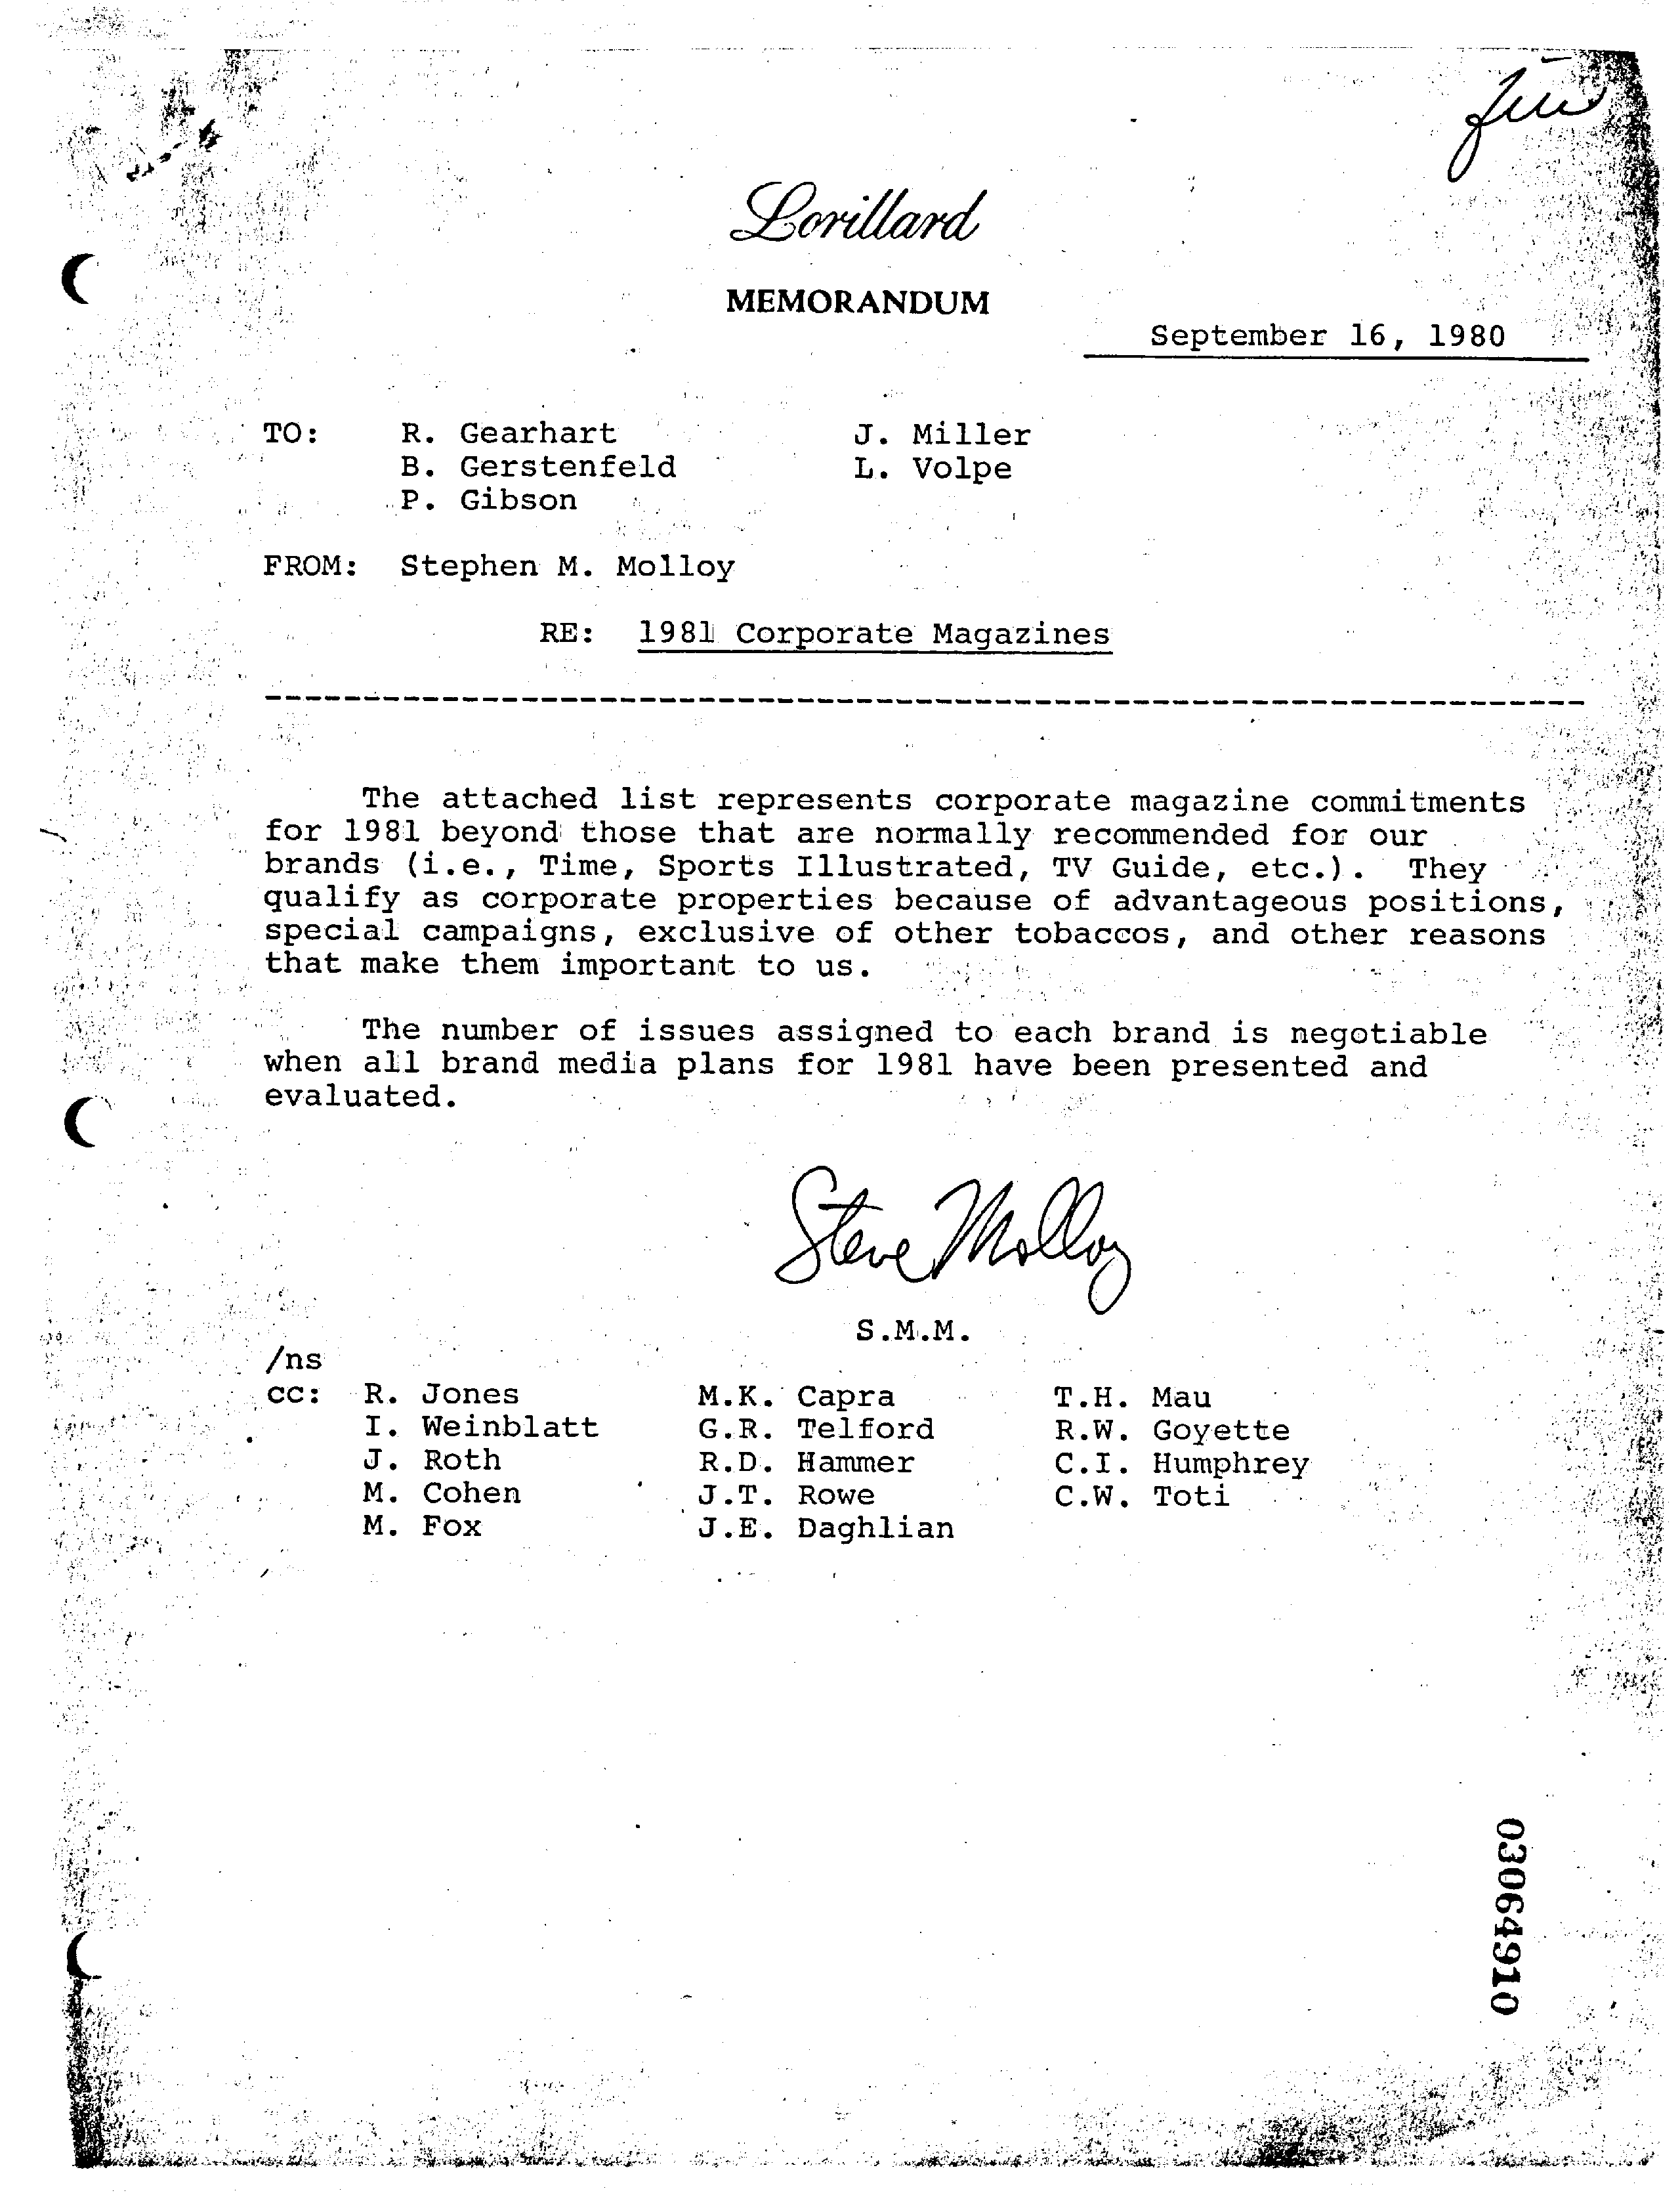 Lorillard
MEMORANDUM
September 16, 1980
TO: R. Gearhart J. Miller
B. Gerstenfeld L. Volpe
P. Gibson
FROM: Stephen M. Molloy
RE: 1981 Corporate Magazines
The attached list represents corporate magazine commitments
for 1981 beyond those that are normally recommended for our
brands (i.e., Time, Sports Illustrated, TV Guide, etc.). They
qualify as corporate properties because of advantageous positions,
special campaigns, exclusive of other tobaccos, and other reasons
that make them important to us.
The number of issues assigned to each brand is negotiable
when all brand media plans for 1981 have been presented and
evaluated.
Steve Molloy
S.M.M.
/ns
cc: R. Jones M.K. Capra T.H. Mau
I. Weinblatt G.R. Telford R.W. Goyette
J. Roth R.D. Hammer C.I. Humphrey
M. Cohen J.T. Rowe C.W. Toti
M. Fox J.E. Daghlian
03064910